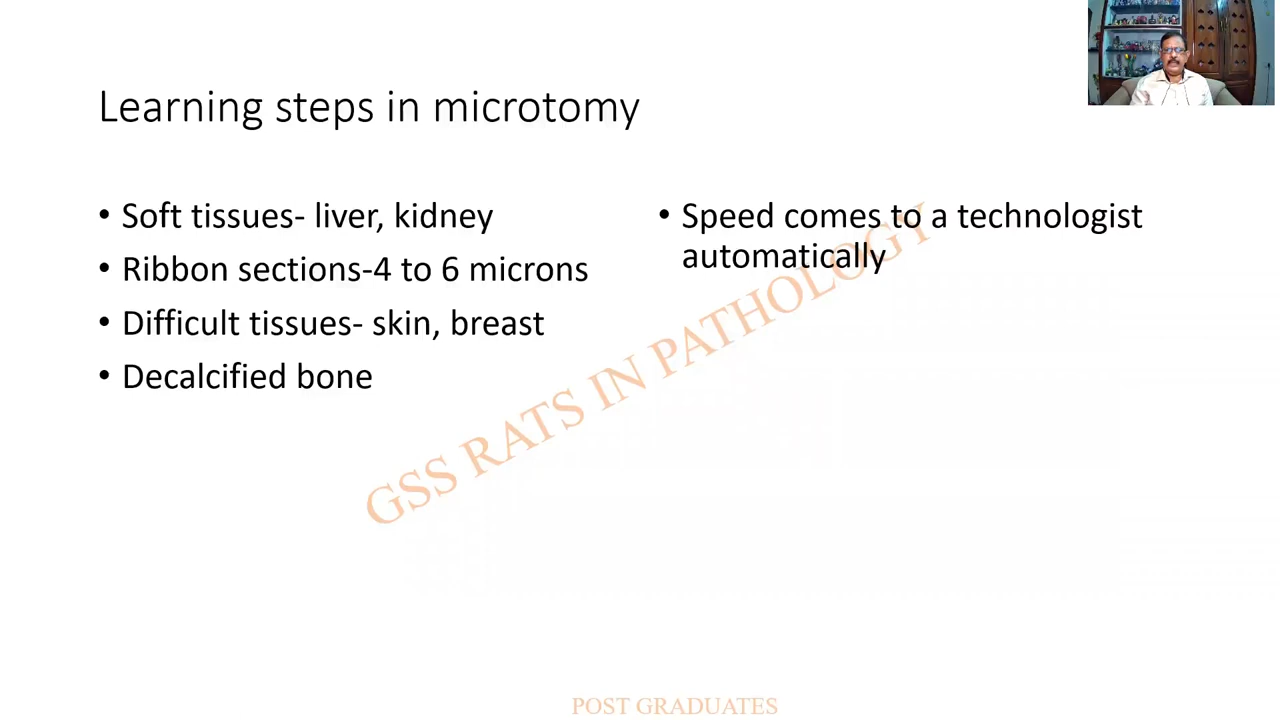 Learning steps in microtomy
• Soft tissues- liver, kidney
• Ribbon sections-4 to 6 microns
• Difficult tissues- skin, breast
• Decalcified bone
• Speed comes to a technologist
automatically
GSS RATS IN PATHOLOGY
POST GRADUATES